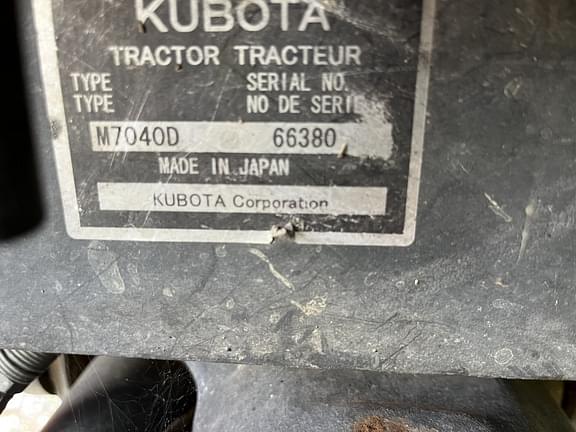 KUBOTA
TRACTOR TRACTEUR
TYPE SERIAL NO.
TYPE NO DE SERIE
M7040D 66380
MADE IN JAPAN
KUBOTA Corporation